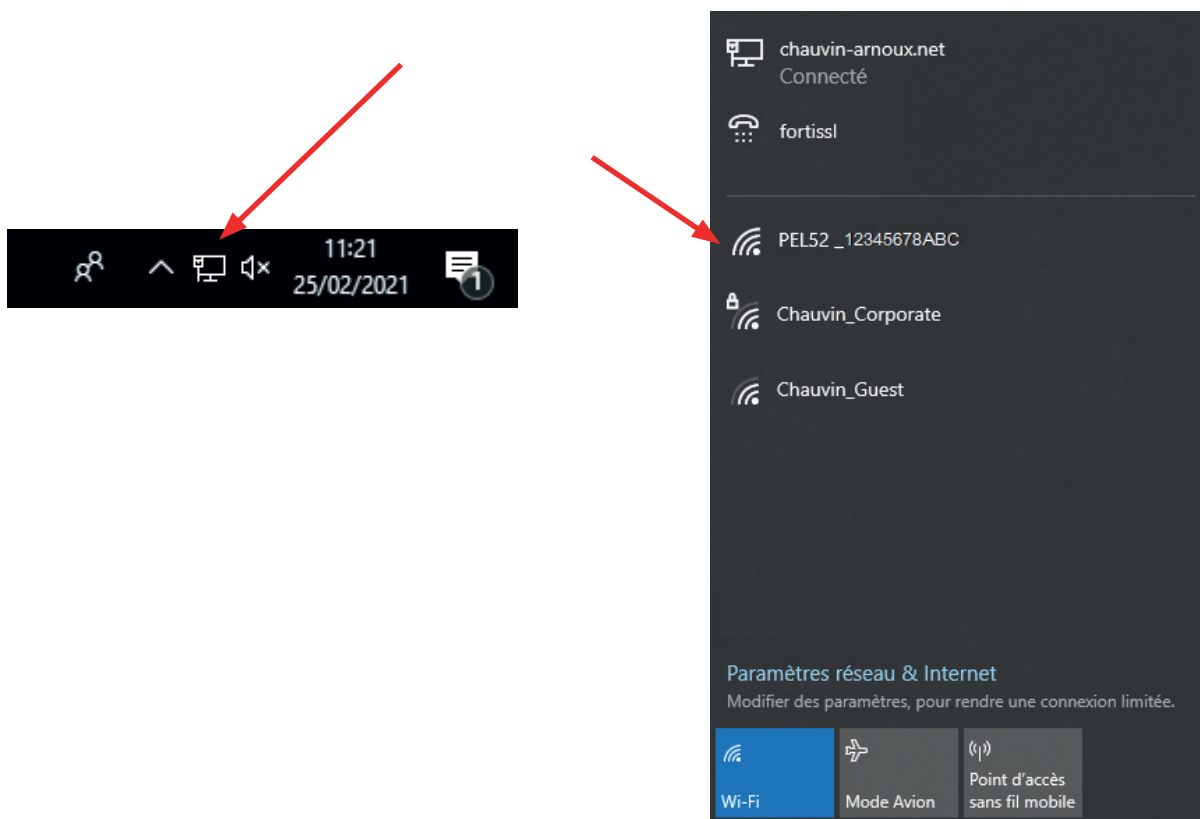 11:21
25/02/2021
1
chauvin-arnoux.net
Connecté
fortissl
PEL52 _12345678ABC
Chauvin_Corporate
Chauvin_Guest
Paramètres réseau & Internet
Modifier des paramètres, pour rendre une connexion limitée.
Wi-Fi
Mode Avion
Point d'accès
sans fil mobile